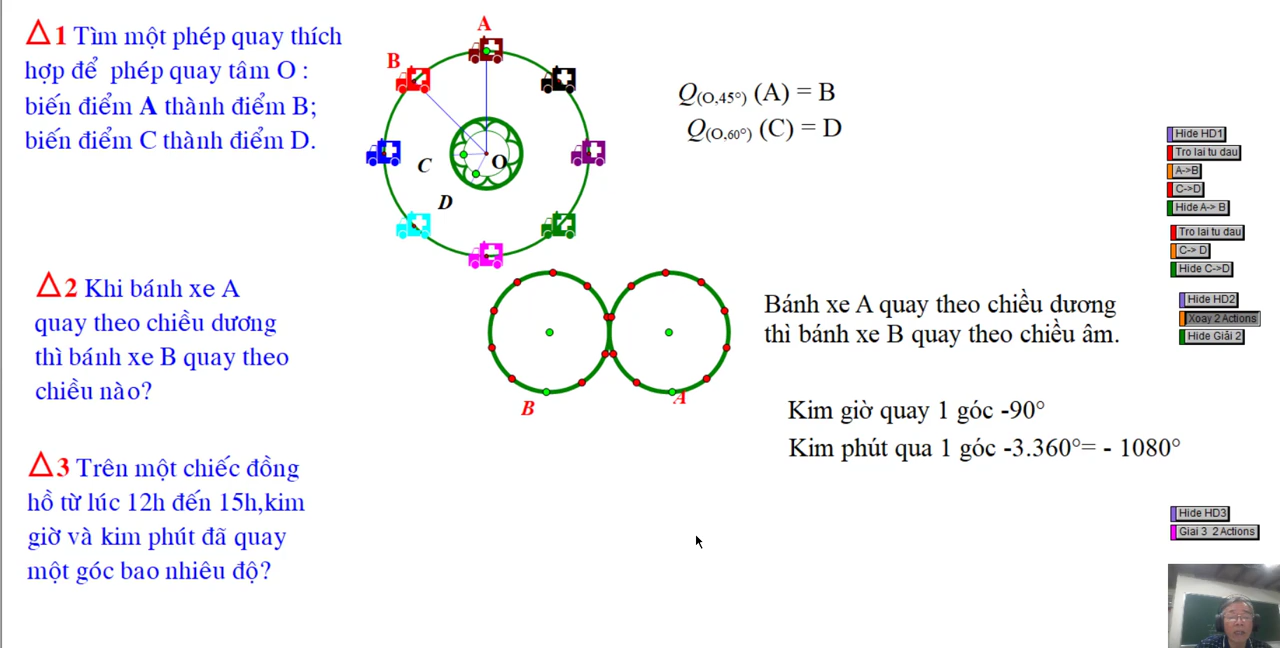 △1 Tìm một phép quay thích
hợp để phép quay tâm O :
biến điểm A thành điểm B;
biến điểm C thành điểm D.
A
B
C
O
D
Q(O,45°) (A) = B
Q(O,60°) (C) = D
Hide HD1
Tro lai tu dau
A->B
C->D
Hide A-> B
Tro lai tu dau
C-> D
Hide C->D
△2 Khi bánh xe A
quay theo chiều dương
thì bánh xe B quay theo
chiều nào?
B
A
Bánh xe A quay theo chiều dương
thì bánh xe B quay theo chiều âm.
Hide HD2
Xoay 2 Actions
Hide Giải 2
Kim giờ quay 1 góc -90°
Kim phút qua 1 góc -3.360°= - 1080°
△3 Trên một chiếc đồng
hồ từ lúc 12h đến 15h,kim
giờ và kim phút đã quay
một góc bao nhiêu độ?
Hide HD3
Giai 3 2 Actions